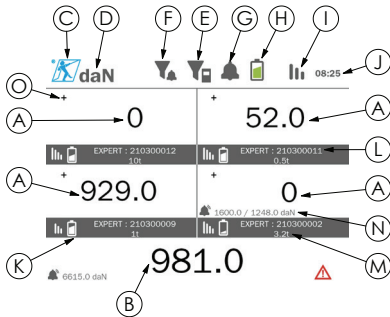 C D F E G H I
daN 08:25 J
O + +
A 0 52.0 A
EXPERT : 210300012 EXPERT : 210300011 L
10t 0.5t
+ +
A 929.0 0 A
1600.0 / 1248.0 daN N
EXPERT : 210300009 EXPERT : 210300002
K 1t 3.2t M
981.0
6615.0 daN
B